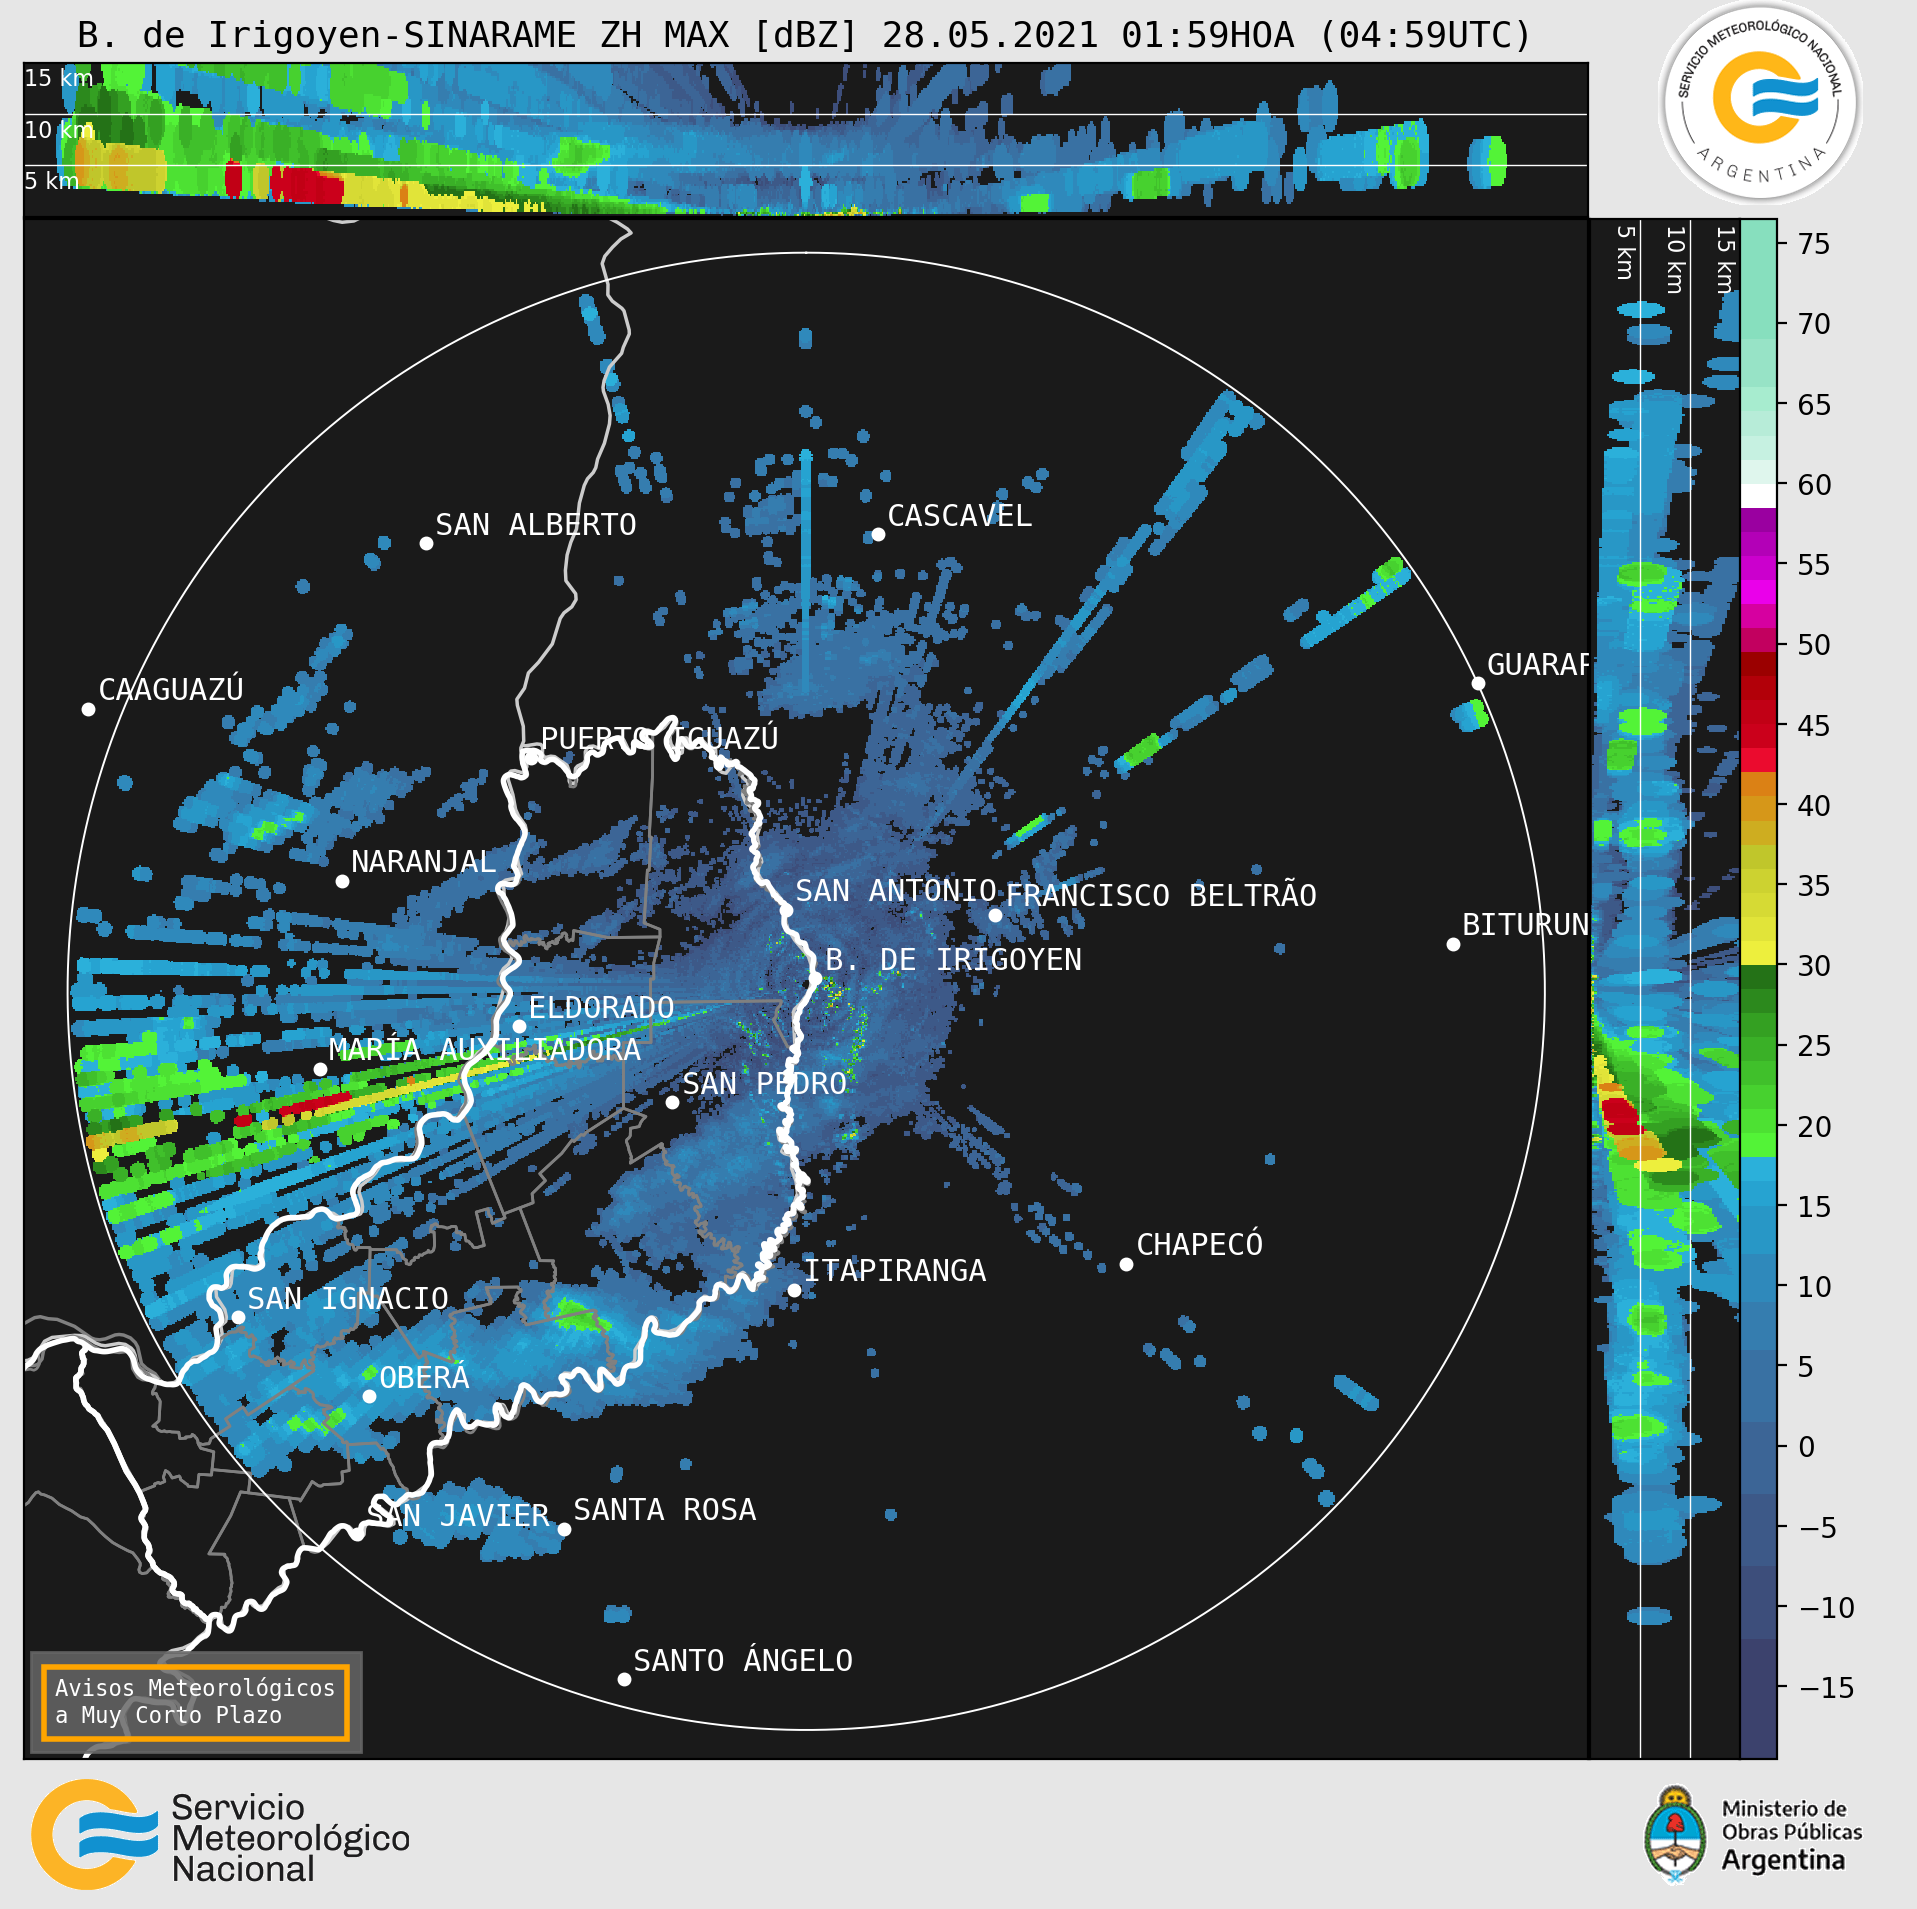 B. de Irigoyen-SINARAME ZH MAX [dBZ] 28.05.2021 01:59HOA (04:59UTC)
SERVICIO METEOROLÓGICO NACIONAL
ARGENTINA
15 km
10 km
5 km
5 km
10 km
15 km
75
70
65
60
55
50
45
40
35
30
25
20
15
10
5
0
−5
−10
−15
CASCAVEL
SAN ALBERTO
GUARAP
CAAGUAZÚ
PUERTO IGUAZÚ
NARANJAL
SAN ANTONIO
FRANCISCO BELTRÃO
BITURUN
B. DE IRIGOYEN
ELDORADO
MARÍA AUXILIADORA
SAN PEDRO
CHAPECÓ
ITAPIRANGA
SAN IGNACIO
OBERÁ
SAN JAVIER
SANTA ROSA
SANTO ÁNGELO
Avisos Meteorológicos
a Muy Corto Plazo
Servicio
Meteorológico
Nacional
Ministerio de
Obras Públicas
Argentina